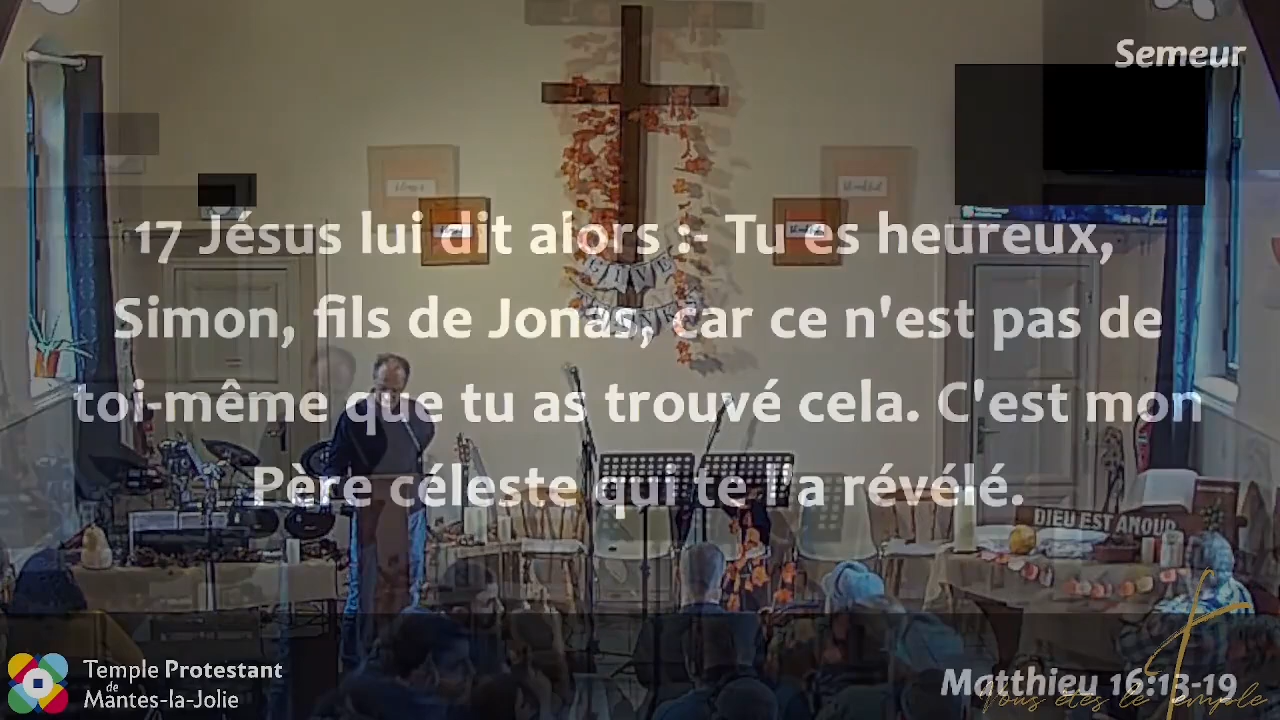 Semeur
17 Jésus lui dit alors :- Tu es heureux,
Simon, fils de Jonas, car ce n'est pas de
toi-même que tu as trouvé cela. C'est mon
Père céleste qui te l'a révélé.
GIVE
DIEU EST AMOUR
Temple Protestant
de
Mantes-la-Jolie
Matthieu 16:13-19
Vous êtes le Temple